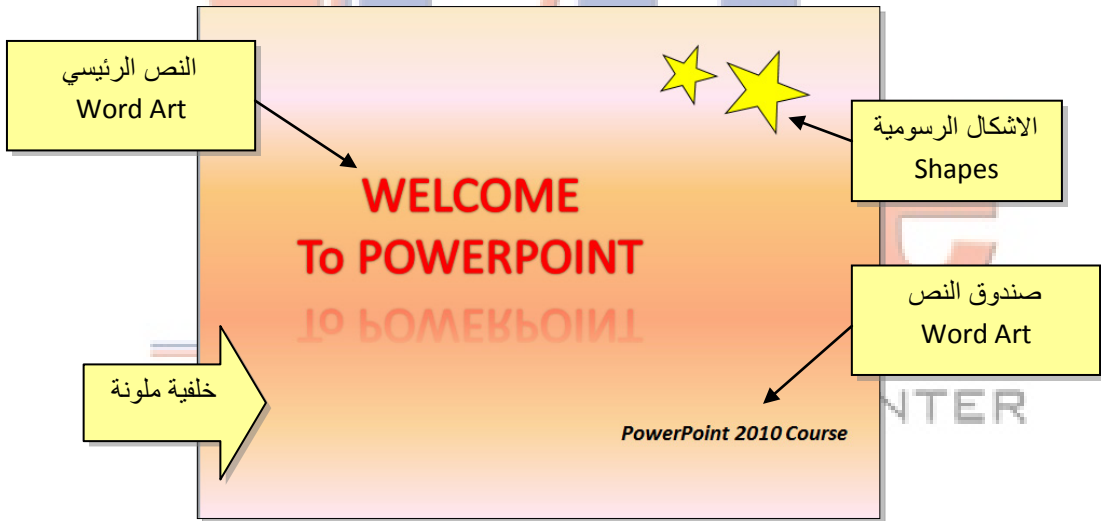 النص الرئيسي
Word Art
الاشكال الرسومية
Shapes
WELCOME
To POWERPOINT
To POWERPOINT
صندوق النص
Word Art
خلفية ملونة
NTER
PowerPoint 2010 Course